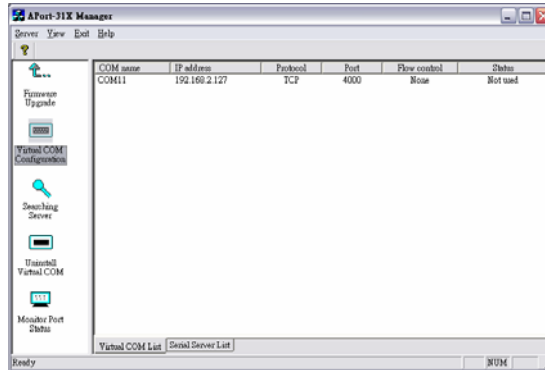 APort-31X Manager
Server View Exit Help
Firmware
Upgrade
Virtual COM
Configuration
Searching
Server
Uninstall
Virtual COM
Monitor Port
Status
COM name IP address Protocol Port Flow control Status
COM11 192.168.2.127 TCP 4000 None Not used
Virtual COM List Serial Server List
Ready NUM